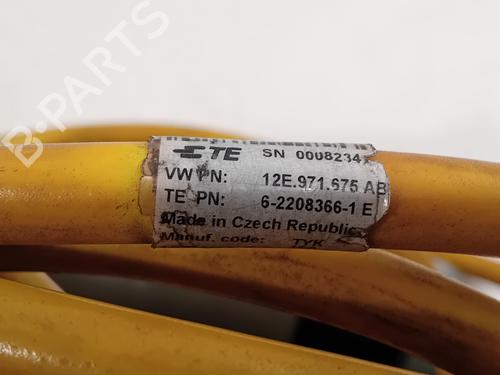 TE SN 0008234
VW PN: 12E.971.675 AB
TE PN: 6-2208366-1 E
Made in Czech Republic
Manuf. code: TYK